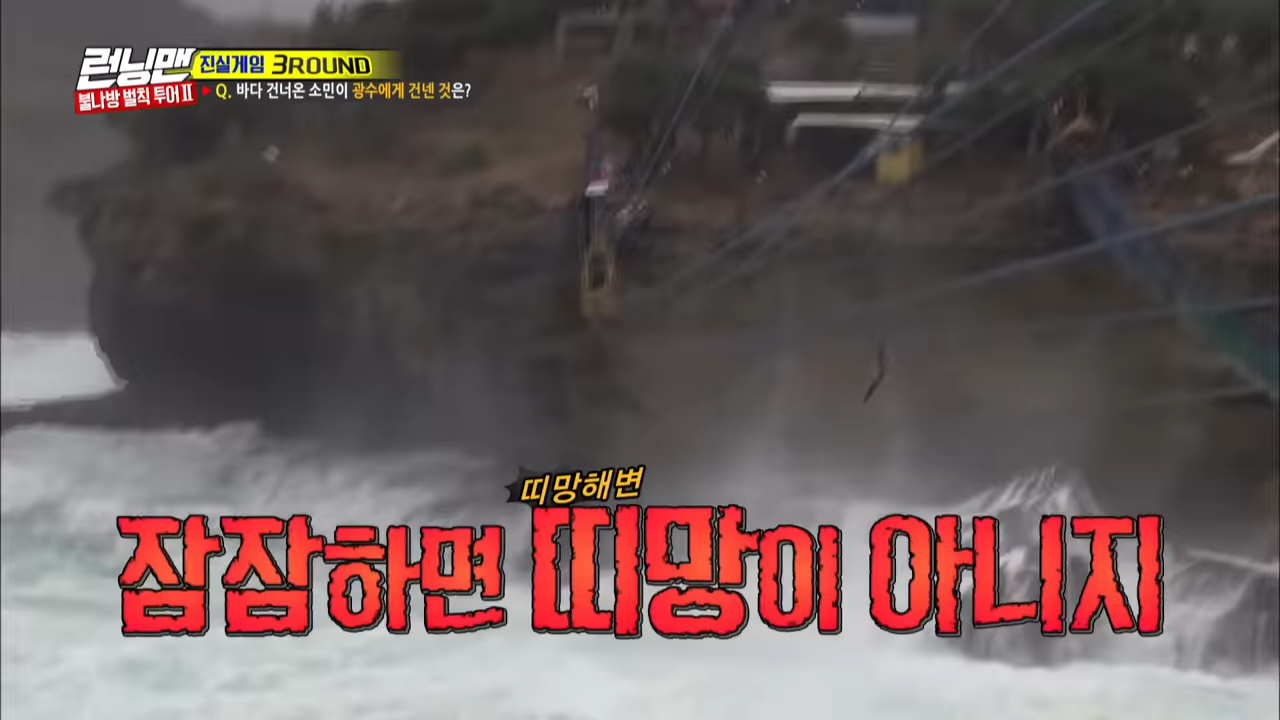 런닝맨 진실게임 3ROUND
불나방 벌칙 투어Ⅱ Q. 바다 건너온 소민이 광수에게 건넨 것은?
띠망해변
잠잠하면 띠망이 아니지